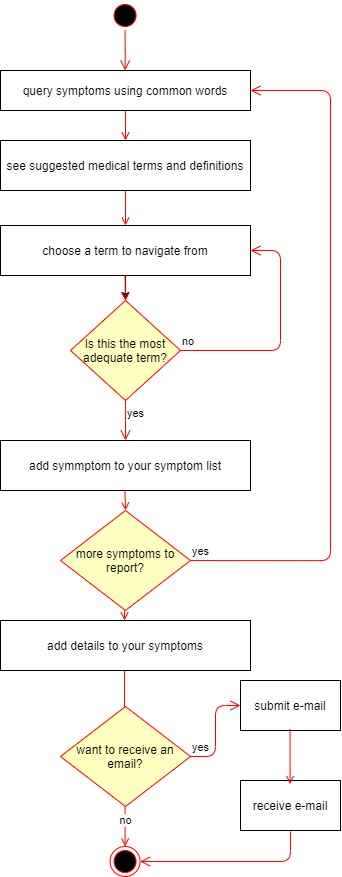 query symptoms using common words
see suggested medical terms and definitions
choose a term to navigate from
Is this the most
adequate term?
no
yes
add symmptom to your symptom list
more symptoms to
report?
yes
add details to your symptoms
want to receive an
email?
yes
submit e-mail
receive e-mail
no